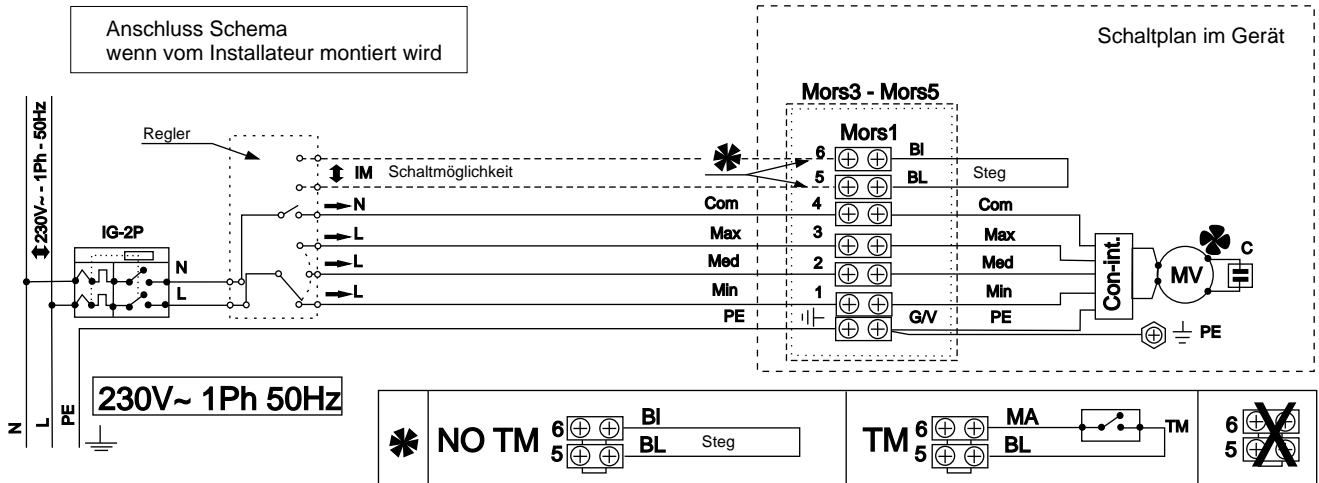 Anschluss Schema
wenn vom Installateur montiert wird
Schaltplan im Gerät
230V~ - 1Ph - 50Hz
Regler
IG-2P
N
L
IM Schaltmöglichkeit
N
L
L
L
Com
Max
Med
Min
PE
Mors3 - Mors5
Mors1
6 BI
5 BL
Steg
4 Com
3 Max
2 Med
1 Min
G/V PE
Con-int.
MV
C
PE
N
L
PE
230V~ 1Ph 50Hz
NO TM
6 BI
5 BL
Steg
TM
6 MA
5 BL
TM
6
5
X